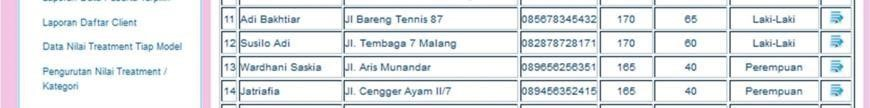 Laporan Daftar Client
Data Nilai Treatment Tiap Model
Pengurutan Nilai Treatment /
Kategori
11 Adi Bakhtiar Jl Bareng Tennis 87 085678345432 170 65 Laki-Laki
12 Susilo Adi Jl. Tembaga 7 Malang 082878728171 170 60 Laki-Laki
13 Wardhani Saskia Jl. Aris Munandar 089656256351 165 40 Perempuan
14 Jatriafia Jl. Cengger Ayam II/7 089456352415 165 40 Perempuan